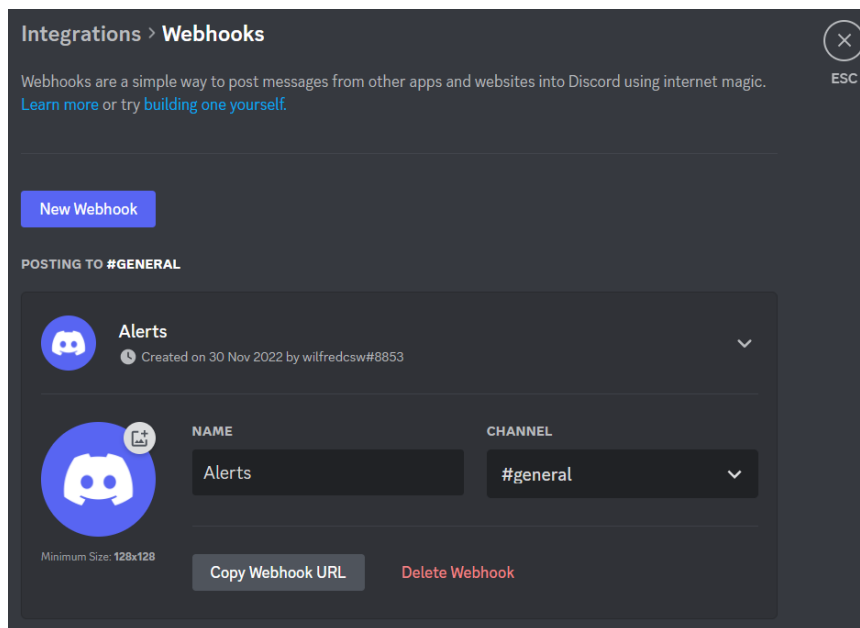 Integrations > Webhooks
ESC
Webhooks are a simple way to post messages from other apps and websites into Discord using internet magic.
Learn more or try building one yourself.
New Webhook
POSTING TO #GENERAL
Alerts
Created on 30 Nov 2022 by wilfredcsw#8853
NAME
CHANNEL
Alerts
#general
Minimum Size: 128x128
Copy Webhook URL
Delete Webhook